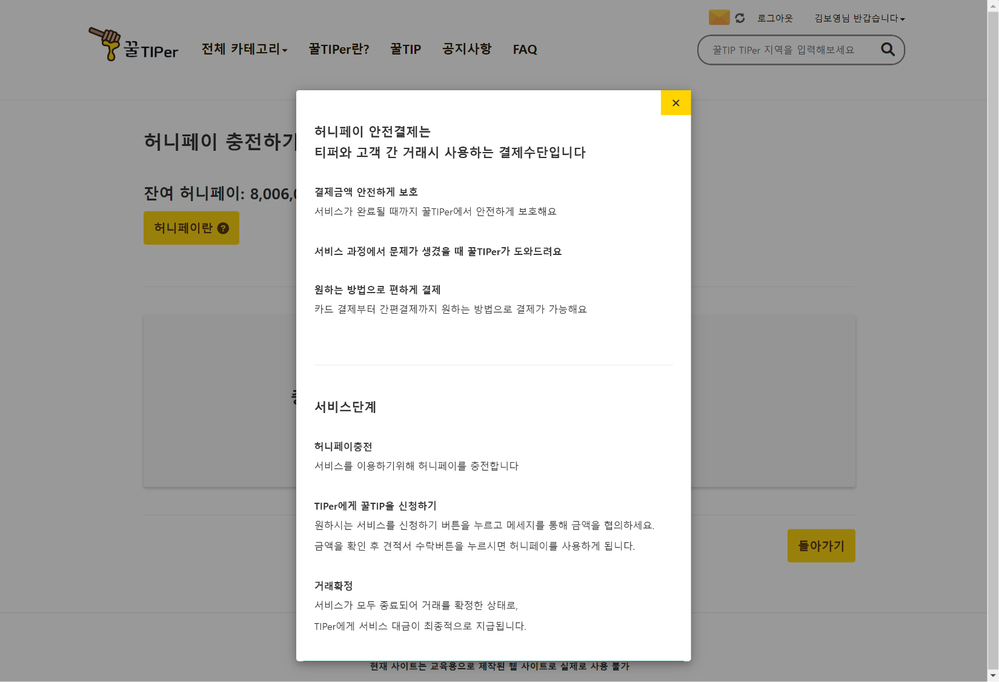 로그아웃
김보영님 반갑습니다
꿀TIPer
전체 카테고리
꿀TIPer란?
꿀TIP
공지사항
FAQ
꿀TIP TIPer 지역을 입력해보세요
허니페이 충전하기
잔여 허니페이: 8,006,
허니페이란
허니페이 안전결제는
티퍼와 고객 간 거래시 사용하는 결제수단입니다
결제금액 안전하게 보호
서비스가 완료될 때까지 꿀TIPer에서 안전하게 보호해요
서비스 과정에서 문제가 생겼을 때 꿀TIPer가 도와드려요
원하는 방법으로 편하게 결제
카드 결제부터 간편결제까지 원하는 방법으로 결제가 가능해요
서비스단계
허니페이충전
서비스를 이용하기위해 허니페이를 충전합니다
TIPer에게 꿀TIP을 신청하기
원하시는 서비스를 신청하기 버튼을 누르고 메세지를 통해 금액을 협의하세요.
금액을 확인 후 견적서 수락버튼을 누르시면 허니페이를 사용하게 됩니다.
거래확정
서비스가 모두 종료되어 거래를 확정한 상태로,
TIPer에게 서비스 대금이 최종적으로 지급됩니다.
돌아가기
현재 사이트는 교육용으로 제작된 웹 사이트로 실제로 사용 불가